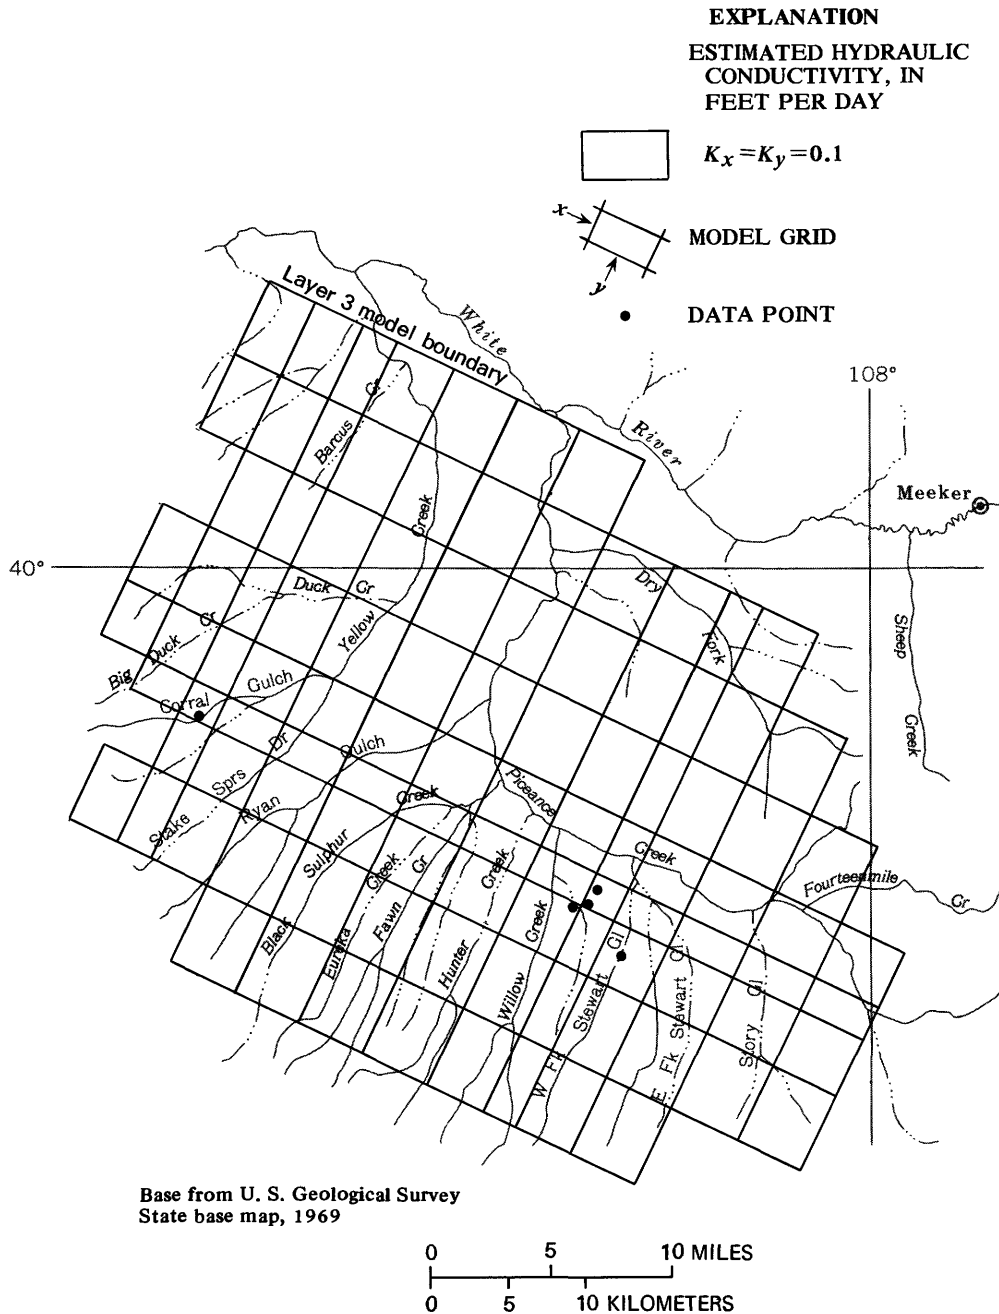 EXPLANATION
ESTIMATED HYDRAULIC
CONDUCTIVITY, IN
FEET PER DAY
Kx=Ky=0.1
x
MODEL GRID
y
DATA POINT
Layer 3 model boundary
White
River
108°
Meeker
40°
Barcus
Cr
Creek
Yellow
Duck Cr
Big Duck Cr
Dry
Fork
Sheep
Creek
Corral Gulch
Stake Sprs Dr
Ryan Gulch
Piceance
Creek
Black Sulphur Creek
Eureka Creek
Fawn Cr
Hunter Creek
Willow Creek
W Fk Stewart Gl
E Fk Stewart Gl
Story Gl
Fourteenmile
Cr
Base from U. S. Geological Survey
State base map, 1969
0 5 10 MILES
0 5 10 KILOMETERS